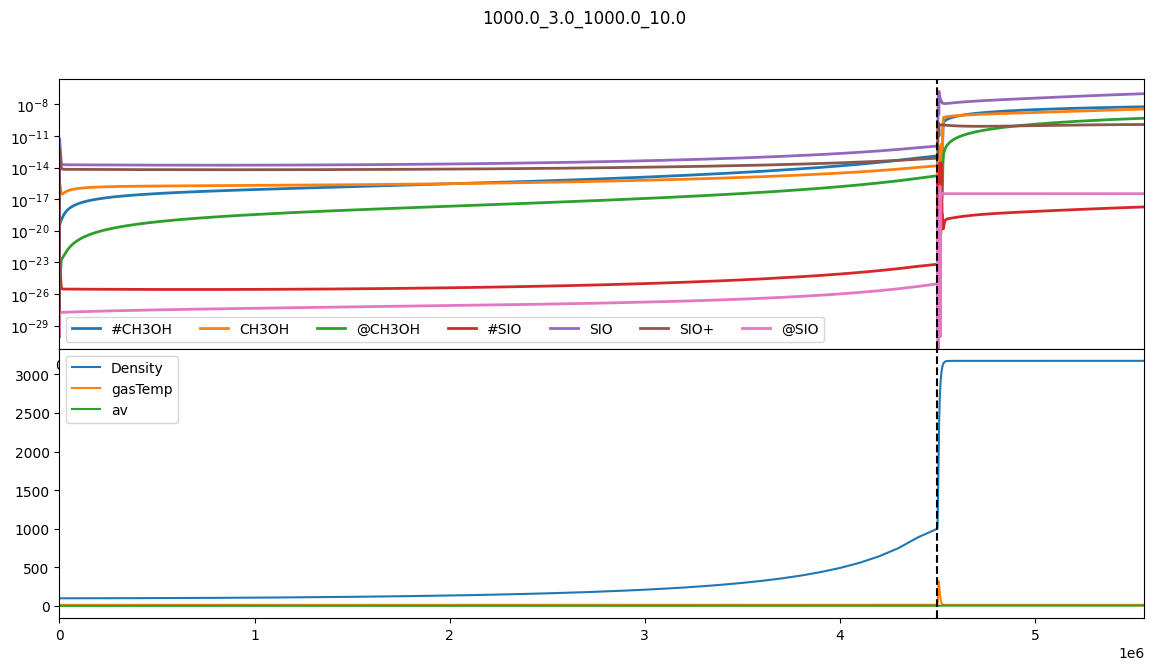 1000.0_3.0_1000.0_10.0
10⁻⁸
10⁻¹¹
10⁻¹⁴
10⁻¹⁷
10⁻²⁰
10⁻²³
10⁻²⁶
10⁻²⁹
#CH3OH CH3OH @CH3OH #SIO SIO SIO+ @SIO
3000
2500
2000
1500
1000
500
0
Density
gasTemp
av
0 1 2 3 4 5
1e6